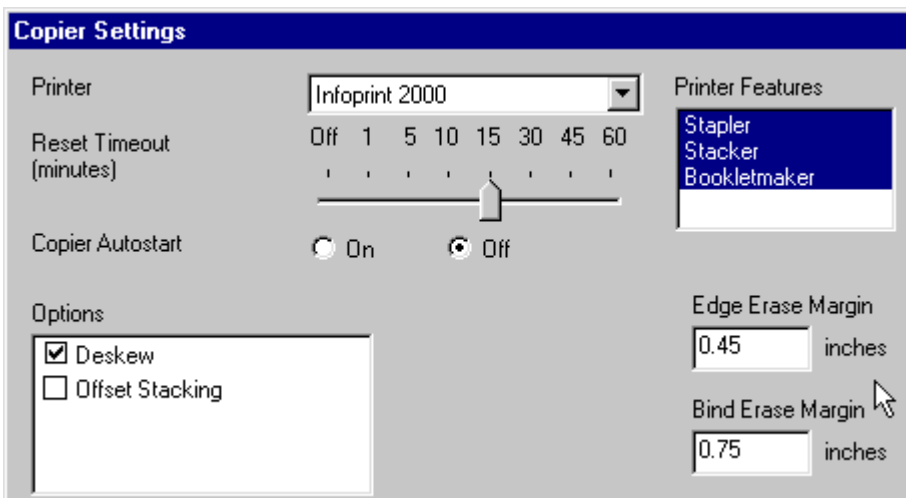 Copier Settings
Printer
Infoprint 2000
Printer Features
Stapler
Stacker
Bookletmaker
Reset Timeout
(minutes)
Off 1 5 10 15 30 45 60
Copier Autostart
On Off
Options
Deskew
Offset Stacking
Edge Erase Margin
0.45 inches
Bind Erase Margin
0.75 inches